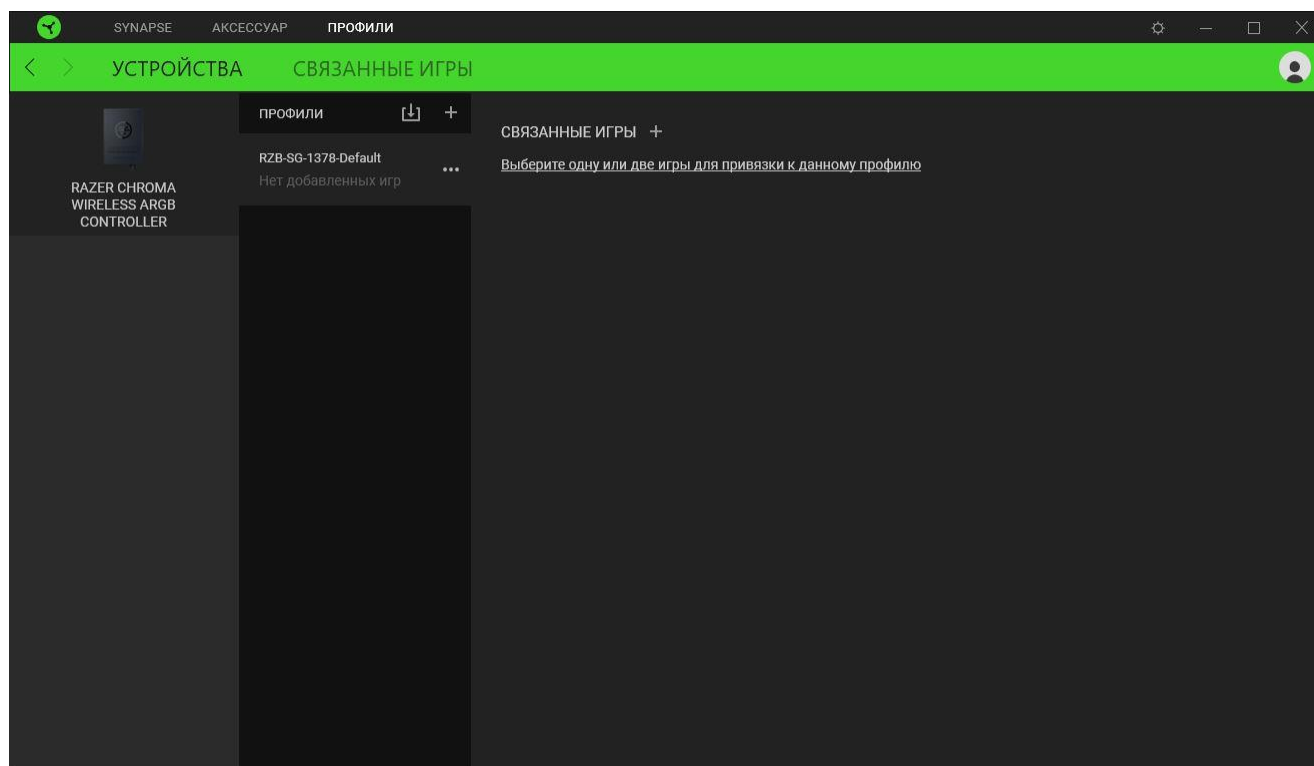 SYNAPSE АКСЕССУАР ПРОФИЛИ
УСТРОЙСТВА СВЯЗАННЫЕ ИГРЫ
RAZER CHROMA
WIRELESS ARGB
CONTROLLER
ПРОФИЛИ
RZB-SG-1378-Default
Нет добавленных игр
СВЯЗАННЫЕ ИГРЫ
Выберите одну или две игры для привязки к данному профилю